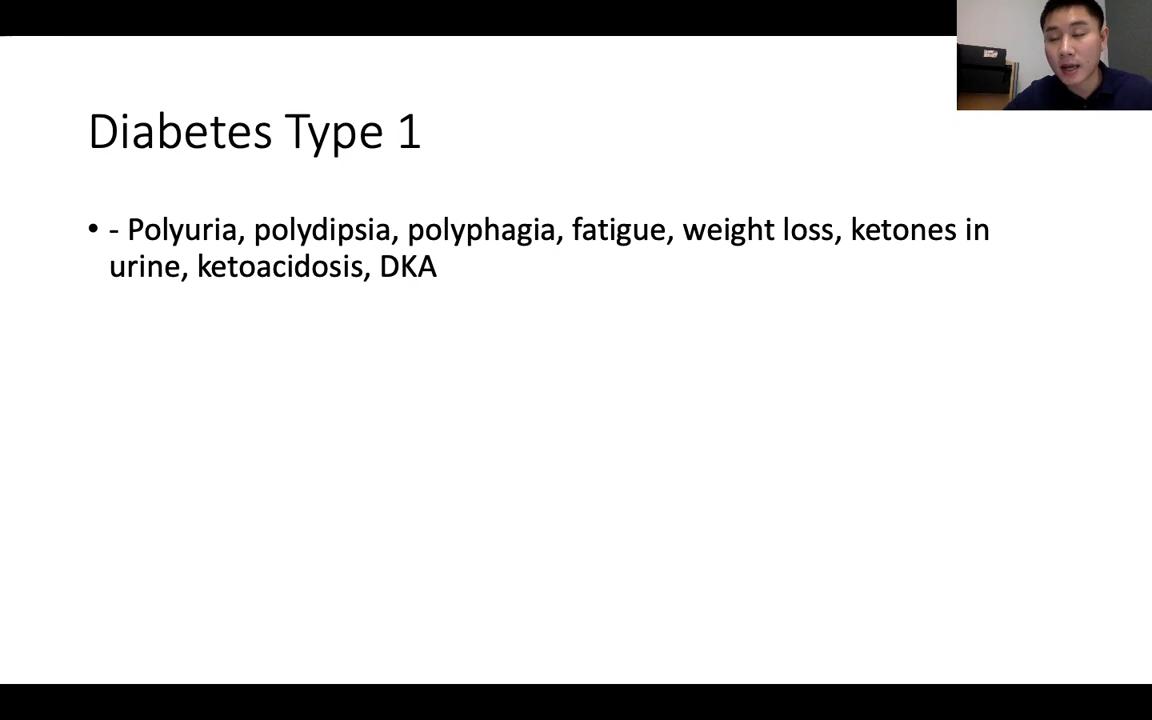 Diabetes Type 1
• - Polyuria, polydipsia, polyphagia, fatigue, weight loss, ketones in
urine, ketoacidosis, DKA